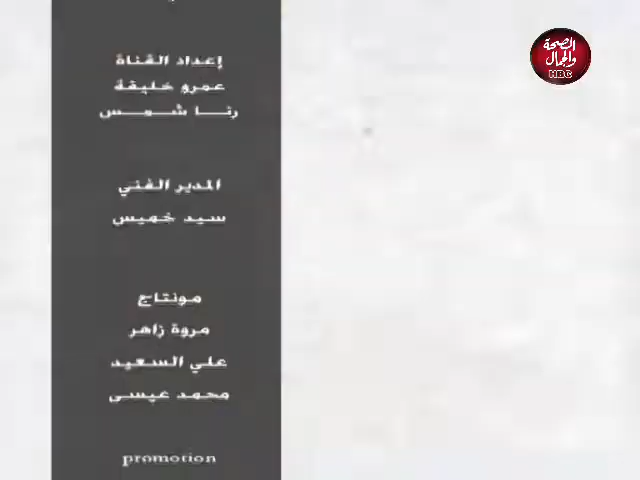 الصحة
والجمال
HBC
إعداد القناة
عمرو خليفة
رنا شمس
المدير الفني
سيد خميس
مونتاج
مروة زاهر
علي السعيد
محمد عيسى
promotion